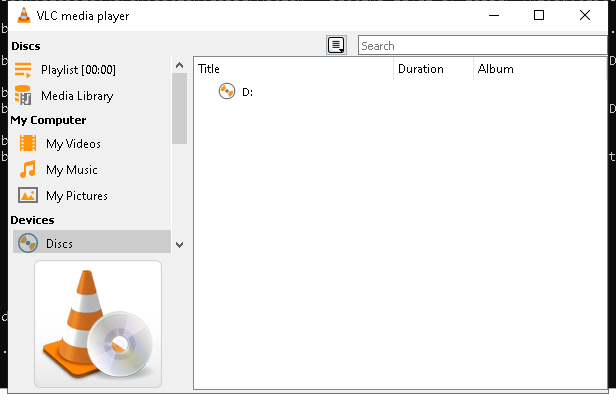 VLC media player
Discs
Search
Playlist [00:00]
Media Library
My Computer
My Videos
My Music
My Pictures
Devices
Discs
Title Duration Album
D: